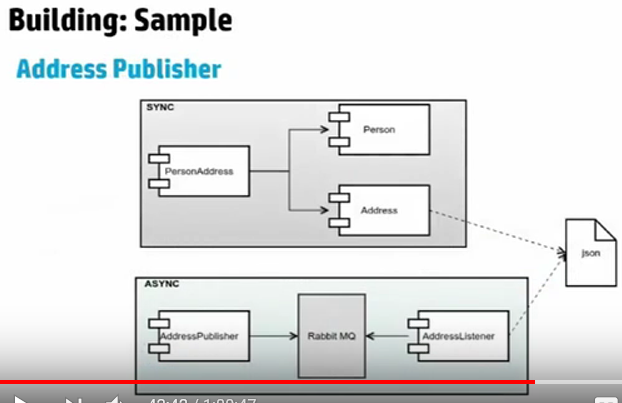 Building: Sample
Address Publisher
SYNC
Person
PersonAddress
Address
json
ASYNC
AddressPublisher
Rabbit MQ
AddressListener